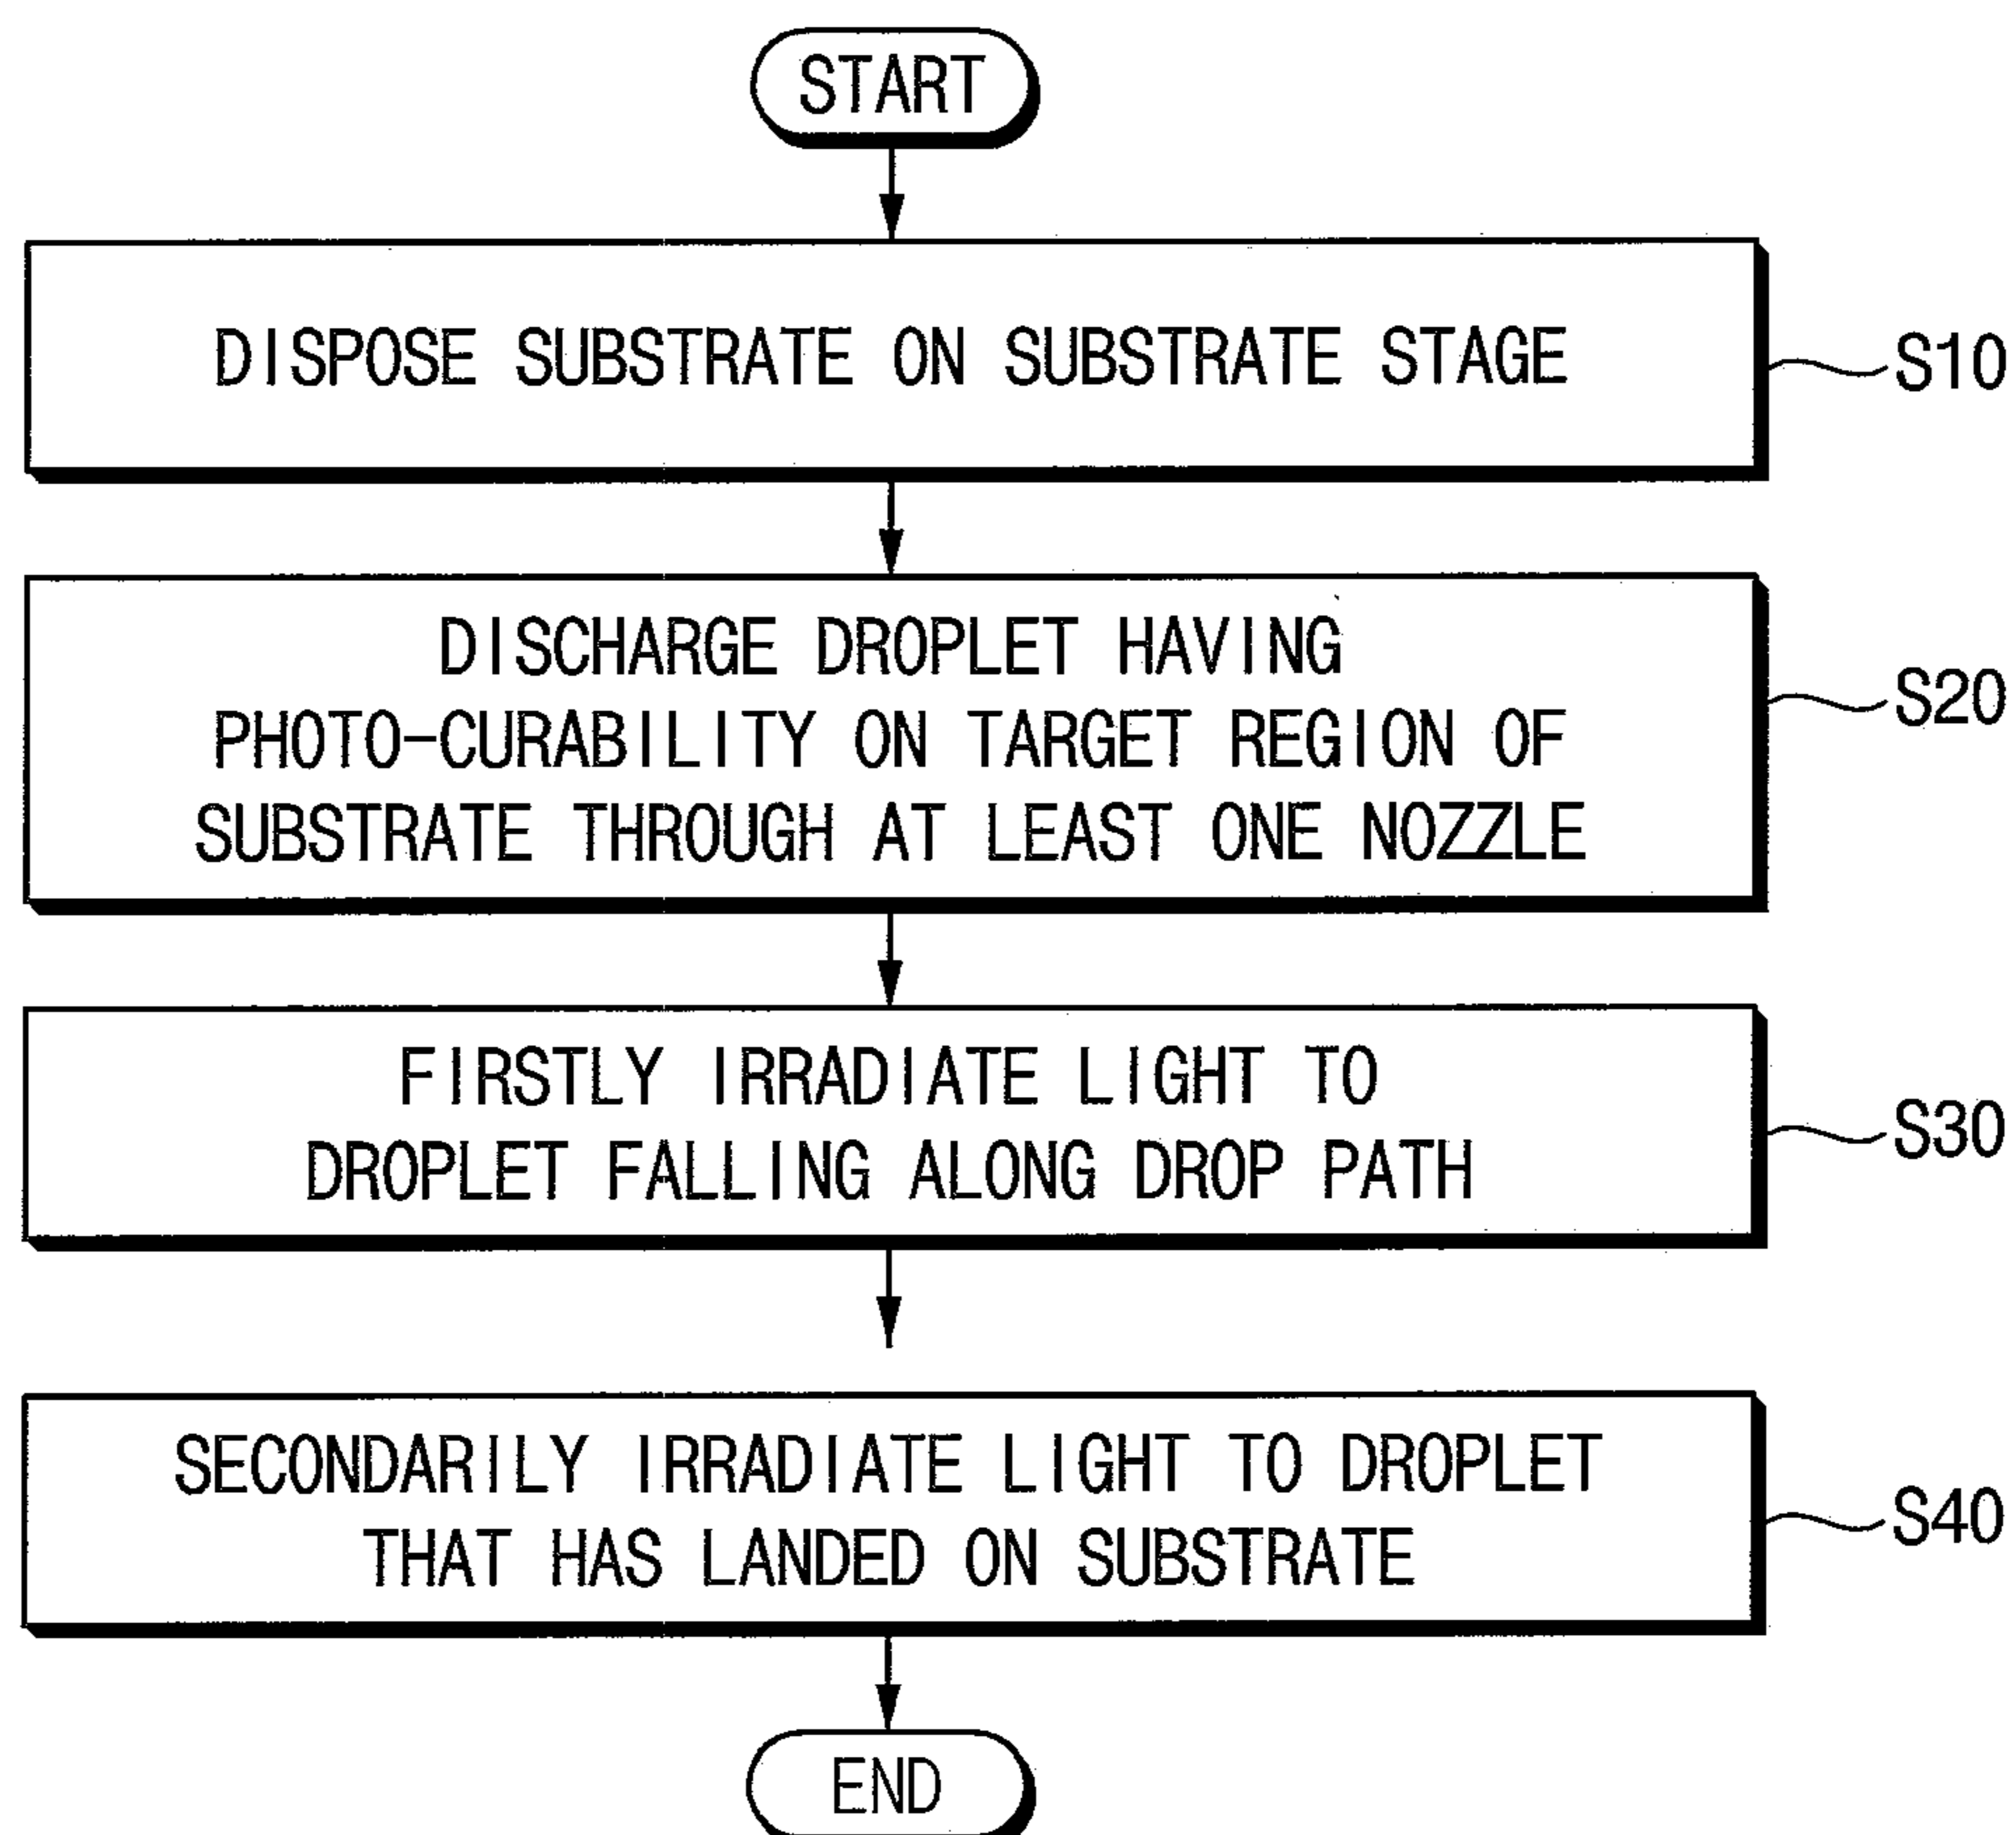 START
DISPOSE SUBSTRATE ON SUBSTRATE STAGE
S10
DISCHARGE DROPLET HAVING
PHOTO-CURABILITY ON TARGET REGION OF
SUBSTRATE THROUGH AT LEAST ONE NOZZLE
S20
FIRSTLY IRRADIATE LIGHT TO
DROPLET FALLING ALONG DROP PATH
S30
SECONDARILY IRRADIATE LIGHT TO DROPLET
THAT HAS LANDED ON SUBSTRATE
S40
END